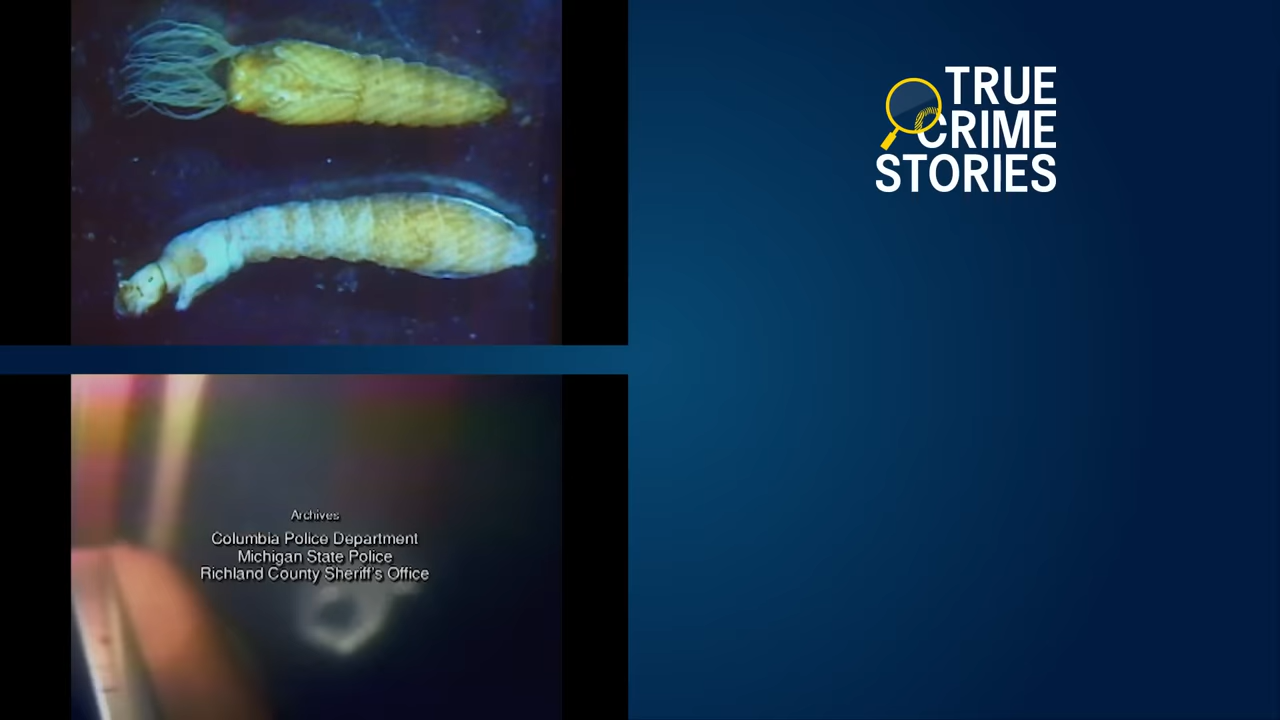 TRUE
CRIME
STORIES
Archives
Columbia Police Department
Michigan State Police
Richland County Sheriff's Office